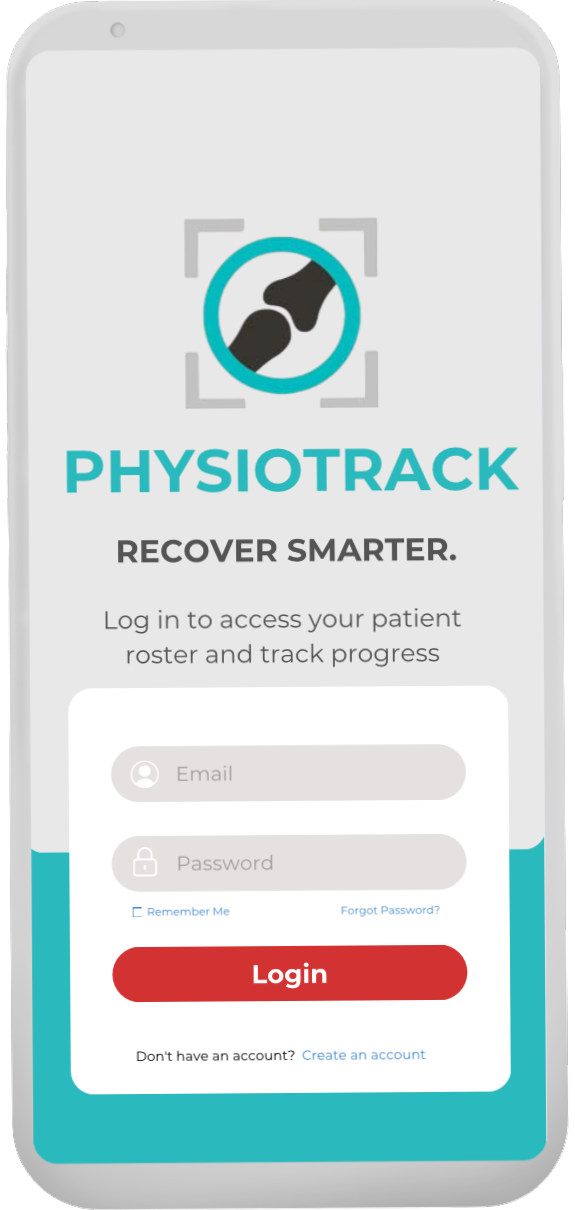 PHYSIOTRACK
RECOVER SMARTER.
Log in to access your patient
roster and track progress
Email
Password
Remember Me
Forgot Password?
Login
Don't have an account? Create an account